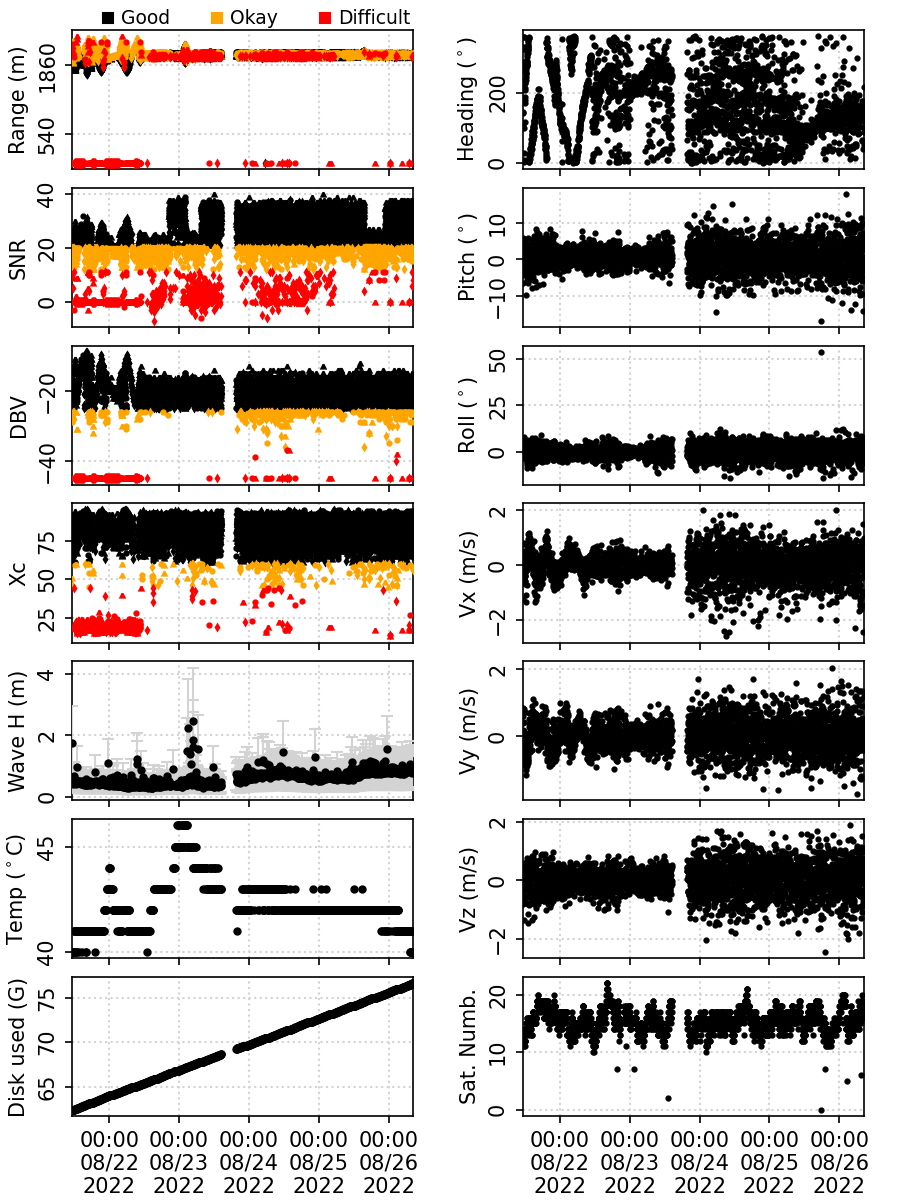 Good Okay Difficult
Range (m)
1860
540
Heading (°)
200
0
SNR
40
20
0
Pitch (°)
10
0
−10
DBV
−20
−40
Roll (°)
50
25
0
Xc
75
50
25
Vx (m/s)
2
0
−2
Wave H (m)
4
2
0
Vy (m/s)
2
0
Temp (°C)
45
40
Vz (m/s)
2
0
−2
Disk used (G)
75
70
65
Sat. Numb.
20
10
0
00:00 00:00 00:00 00:00 00:00
08/22 08/23 08/24 08/25 08/26
2022 2022 2022 2022 2022
00:00 00:00 00:00 00:00 00:00
08/22 08/23 08/24 08/25 08/26
2022 2022 2022 2022 2022